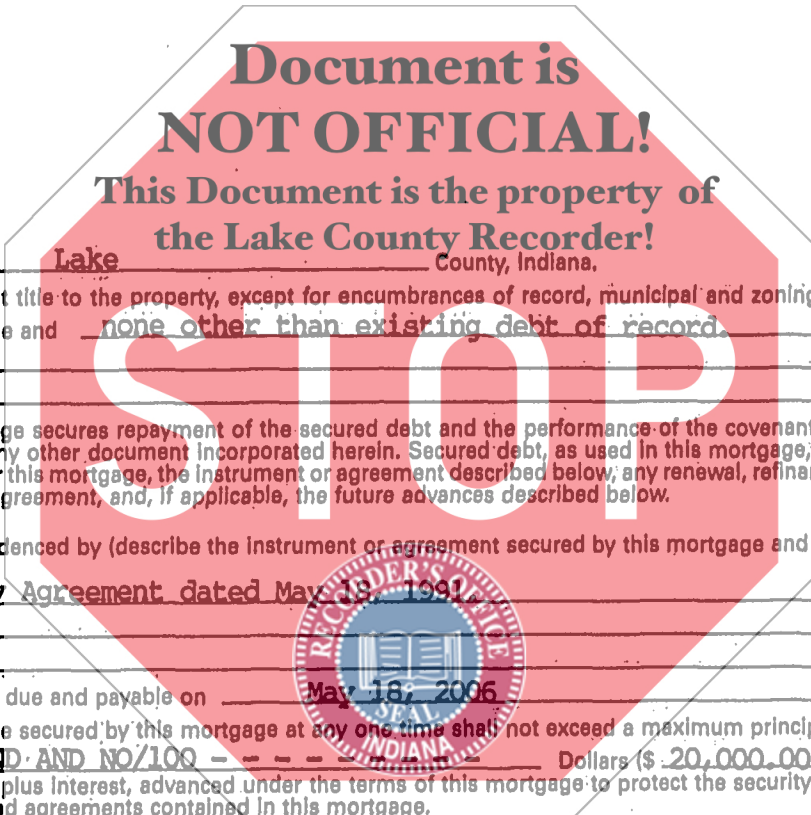 Document is
NOT OFFICIAL!
This Document is the property of
the Lake County Recorder!
Lake County, Indiana.
t title to the property, except for encumbrances of record, municipal and zoning
e and none other than existing debt of record.
STOP
ge secures repayment of the secured debt and the performance of the covenant
ny other document incorporated herein. Secured debt, as used in this mortgage,
r this mortgage, the instrument or agreement described below, any renewal, refinan
greement, and, if applicable, the future advances described below.
denced by (describe the instrument or agreement secured by this mortgage and
y Agreement dated May 18, 1991.
RECORDER'S OFFICE
due and payable on May 18, 2006
SEAL
e secured by this mortgage at any one time shall not exceed a maximum princip
INDIANA
D AND NO/100 - - - - - - - - - Dollars ($ 20,000.00
plus interest, advanced under the terms of this mortgage to protect the security
d agreements contained in this mortgage.